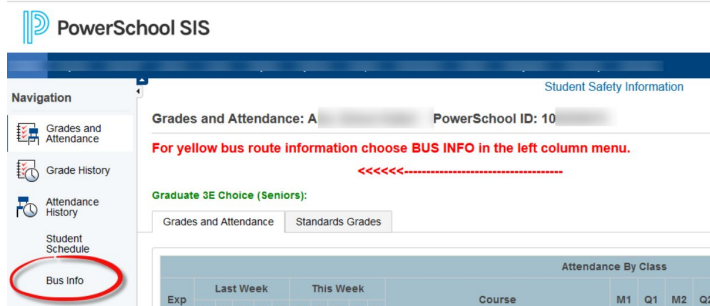 PowerSchool SIS
Student Safety Information
Navigation
Grades and Attendance: A PowerSchool ID: 10
Grades and
Attendance
For yellow bus route information choose BUS INFO in the left column menu.
<<<<<<-------------------------------------
Grade History
Graduate 3E Choice (Seniors):
Attendance
History
Grades and Attendance Standards Grades
Student
Schedule
Bus Info
Attendance By Class
Exp Last Week This Week Course M1 Q1 M2 Q2